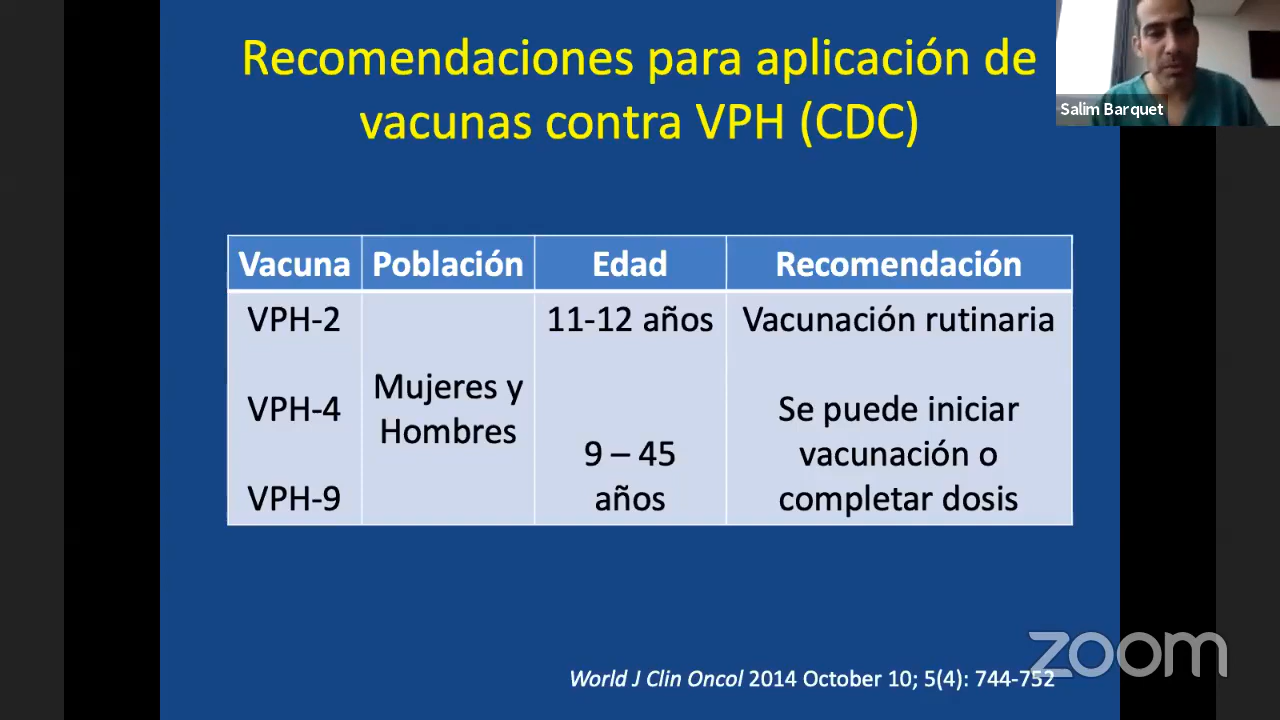 Recomendaciones para aplicación de
vacunas contra VPH (CDC)
Salim Barquet
Vacuna Población Edad Recomendación
VPH-2 11-12 años Vacunación rutinaria
Mujeres y
VPH-4 Se puede iniciar
Hombres
9 – 45 vacunación o
VPH-9 años completar dosis
zoom
World J Clin Oncol 2014 October 10; 5(4): 744-752